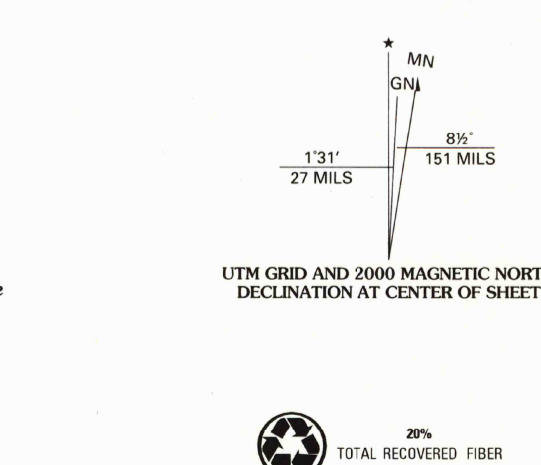 MN
GN
1°31′
27 MILS
8½°
151 MILS
UTM GRID AND 2000 MAGNETIC NORT
DECLINATION AT CENTER OF SHEET
e
20%
TOTAL RECOVERED FIBER